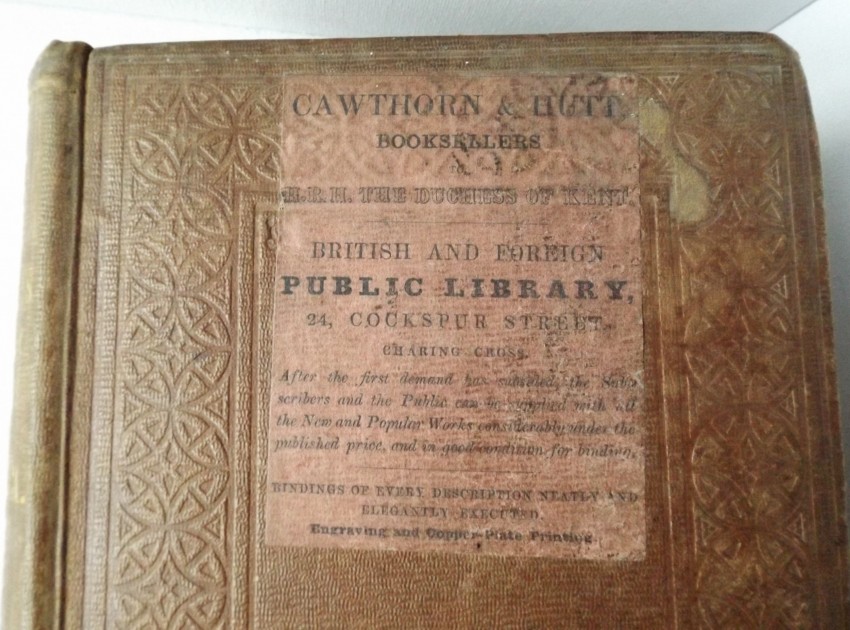 CAWTHORN & HUTT,
BOOKSELLERS
TO
H.R.H. THE DUCHESS OF KENT.
BRITISH AND FOREIGN
PUBLIC LIBRARY,
24, COCKSPUR STREET,
CHARING CROSS.
After the first demand has subsided, the Sub-
scribers and the Public can be supplied with all
the New and Popular Works considerably under the
published price, and in good condition for binding.
BINDINGS OF EVERY DESCRIPTION NEATLY AND
ELEGANTLY EXECUTED.
Engraving and Copper-Plate Printing.